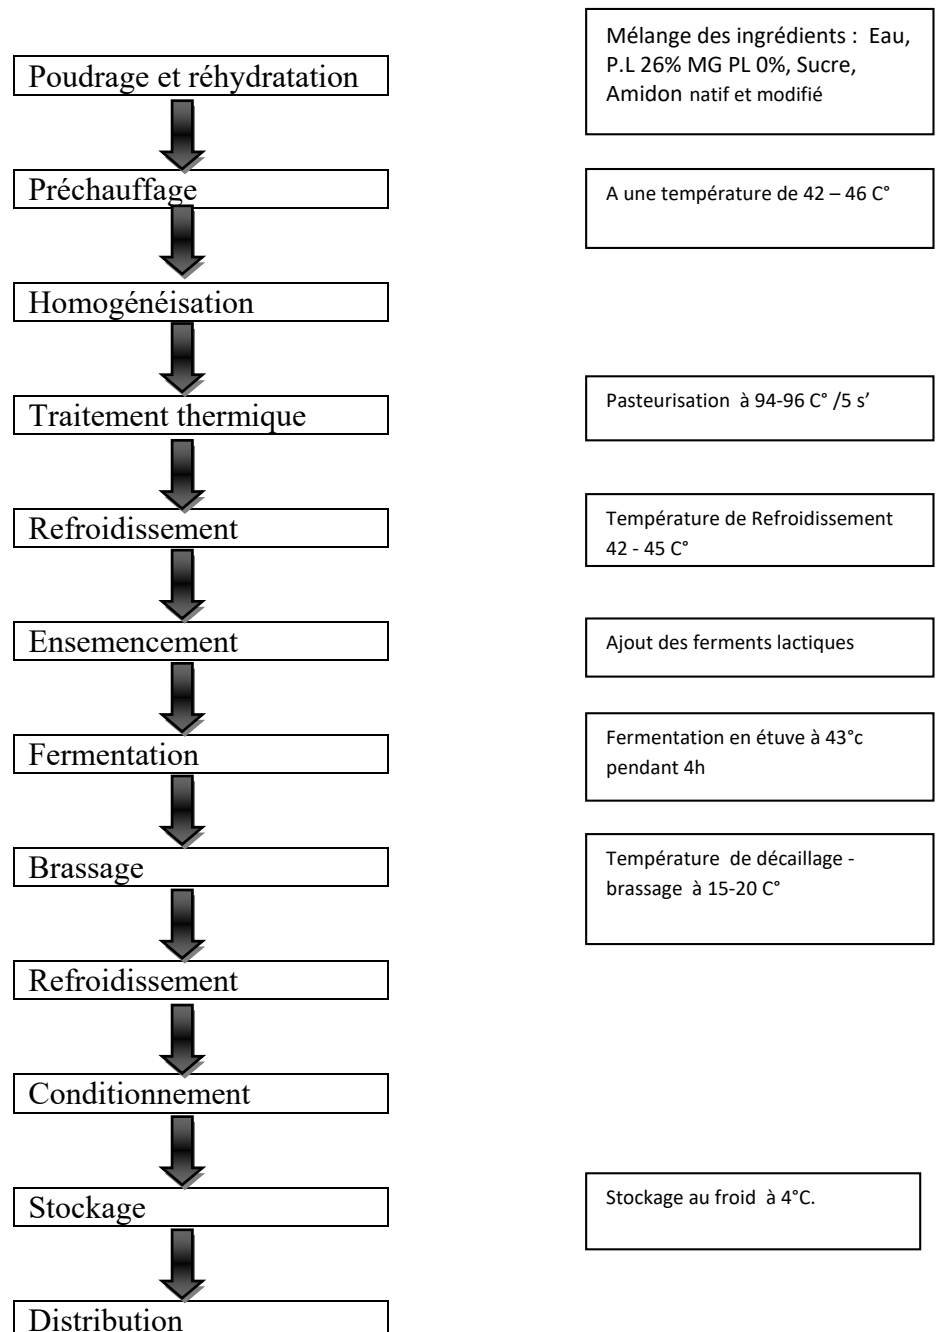 Poudrage et réhydratation
Mélange des ingrédients : Eau,
P.L 26% MG PL 0%, Sucre,
Amidon natif et modifié
Préchauffage
A une température de 42 – 46 C°
Homogénéisation
Traitement thermique
Pasteurisation à 94-96 C° /5 s’
Refroidissement
Température de Refroidissement
42 - 45 C°
Ensemencement
Ajout des ferments lactiques
Fermentation
Fermentation en étuve à 43°c
pendant 4h
Brassage
Température de décaillage -
brassage à 15-20 C°
Refroidissement
Conditionnement
Stockage
Stockage au froid à 4°C.
Distribution